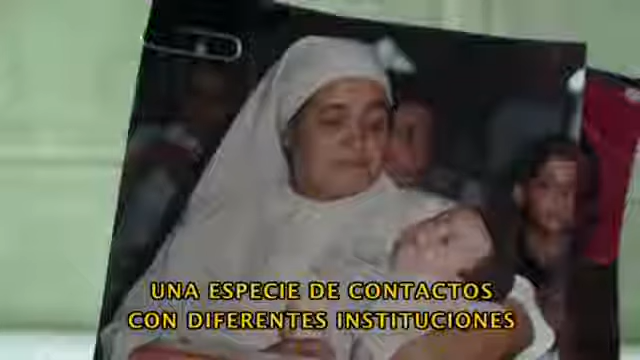 UNA ESPECIE DE CONTACTOS
CON DIFERENTES INSTITUCIONES